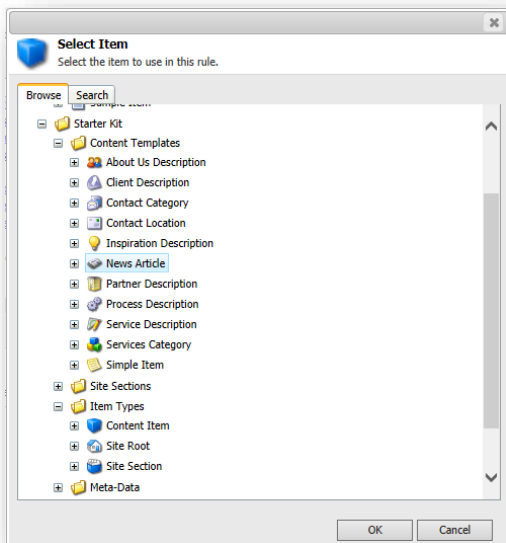 Select Item
Select the item to use in this rule.
Browse
Search
Sample Item
Starter Kit
Content Templates
About Us Description
Client Description
Contact Category
Contact Location
Inspiration Description
News Article
Partner Description
Process Description
Service Description
Services Category
Simple Item
Site Sections
Item Types
Content Item
Site Root
Site Section
Meta-Data
OK
Cancel